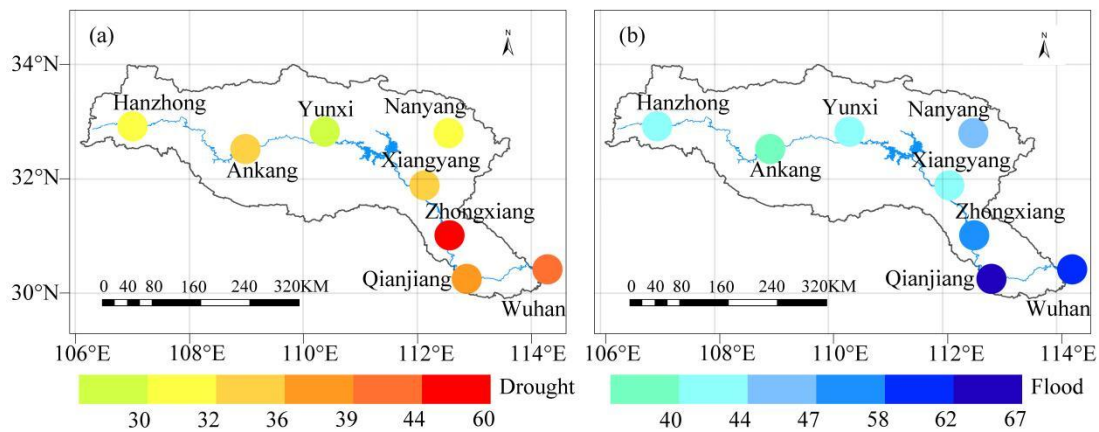 (a)
N
34°N
32°N
30°N
Hanzhong
Yunxi
Nanyang
Ankang
Xiangyang
Zhongxiang
Qianjiang
Wuhan
0 40 80 160 240 320KM
106°E 108°E 110°E 112°E 114°E
Drought
30 32 36 39 44 60
(b)
N
Hanzhong
Yunxi
Nanyang
Ankang
Xiangyang
Zhongxiang
Qianjiang
Wuhan
0 40 80 160 240 320KM
106°E 108°E 110°E 112°E 114°E
Flood
40 44 47 58 62 67